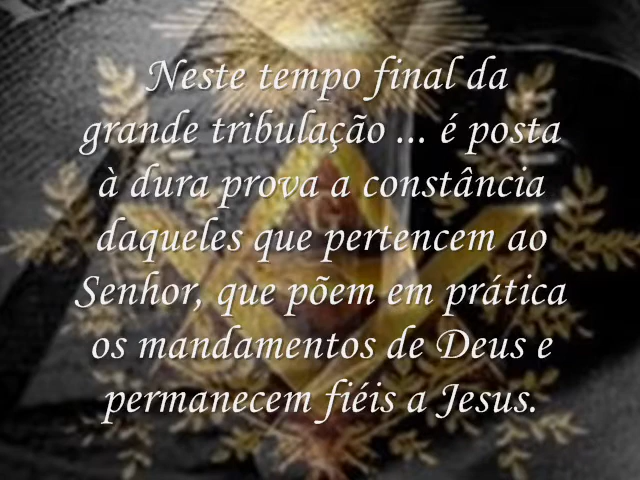 Neste tempo final da
grande tribulação ... é posta
à dura prova a constância
daqueles que pertencem ao
Senhor, que põem em prática
os mandamentos de Deus e
permanecem fiéis a Jesus.